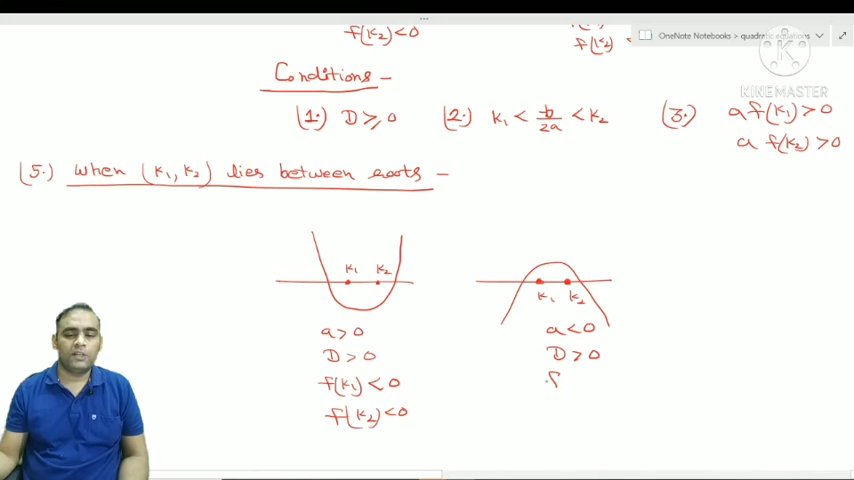 f(k₂)<0
f(k₂) <
OneNote Notebooks > quadratic equations
K
KINEMASTER
Conditions –
(1.) D ≥ 0 (2.) k₁ < b/2a < k₂ (3.) a f(k₁) > 0
a f(k₂) > 0
(5.) When (k₁, k₂) lies between roots –
k₁ k₂
k₁ k₂
a > 0
D > 0
f(k₁) < 0
f(k₂) < 0
a < 0
D > 0